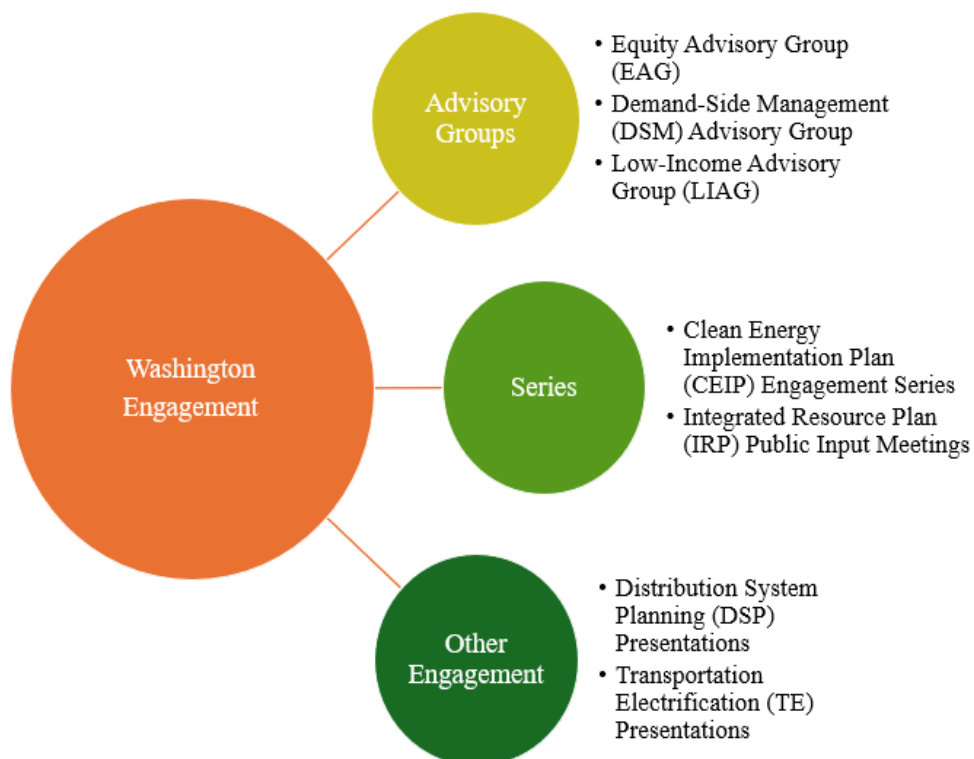 Advisory
Groups
• Equity Advisory Group
(EAG)
• Demand-Side Management
(DSM) Advisory Group
• Low-Income Advisory
Group (LIAG)
Washington
Engagement
Series
• Clean Energy
Implementation Plan
(CEIP) Engagement Series
• Integrated Resource Plan
(IRP) Public Input Meetings
Other
Engagement
• Distribution System
Planning (DSP)
Presentations
• Transportation
Electrification (TE)
Presentations